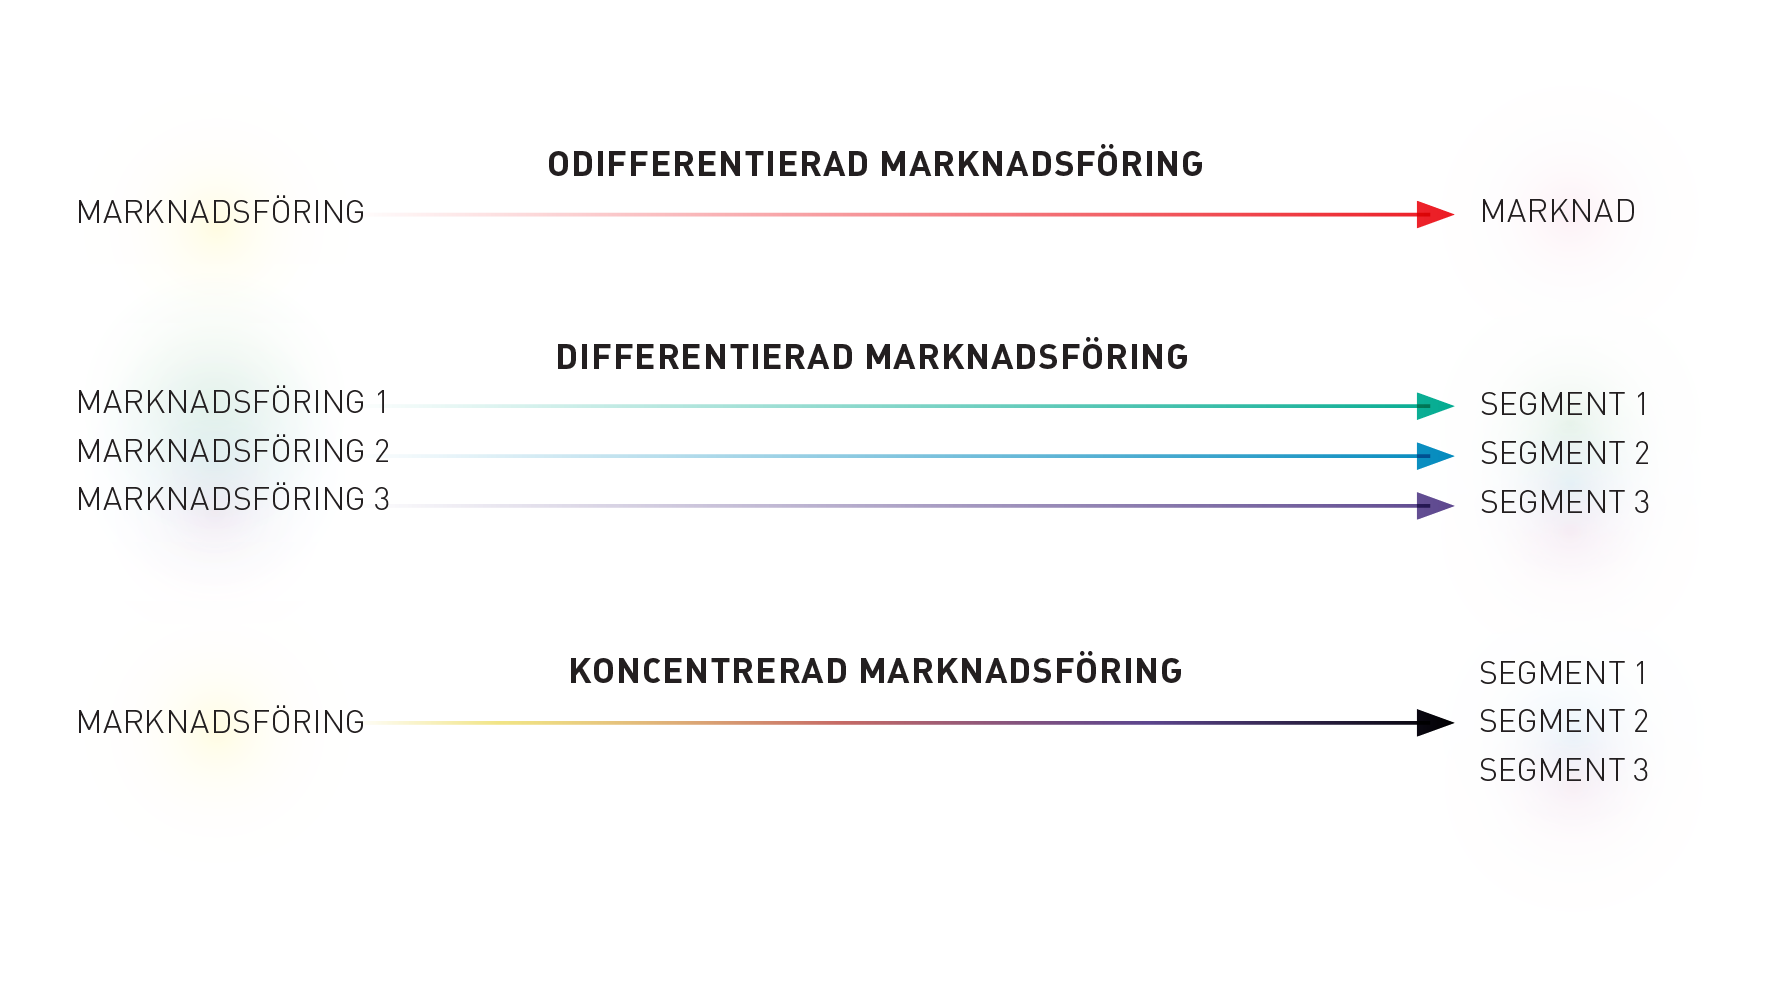 ODIFFERENTIERAD MARKNADSFÖRING
MARKNADSFÖRING
MARKNAD
DIFFERENTIERAD MARKNADSFÖRING
MARKNADSFÖRING 1
SEGMENT 1
MARKNADSFÖRING 2
SEGMENT 2
MARKNADSFÖRING 3
SEGMENT 3
KONCENTRERAD MARKNADSFÖRING
SEGMENT 1
MARKNADSFÖRING
SEGMENT 2
SEGMENT 3